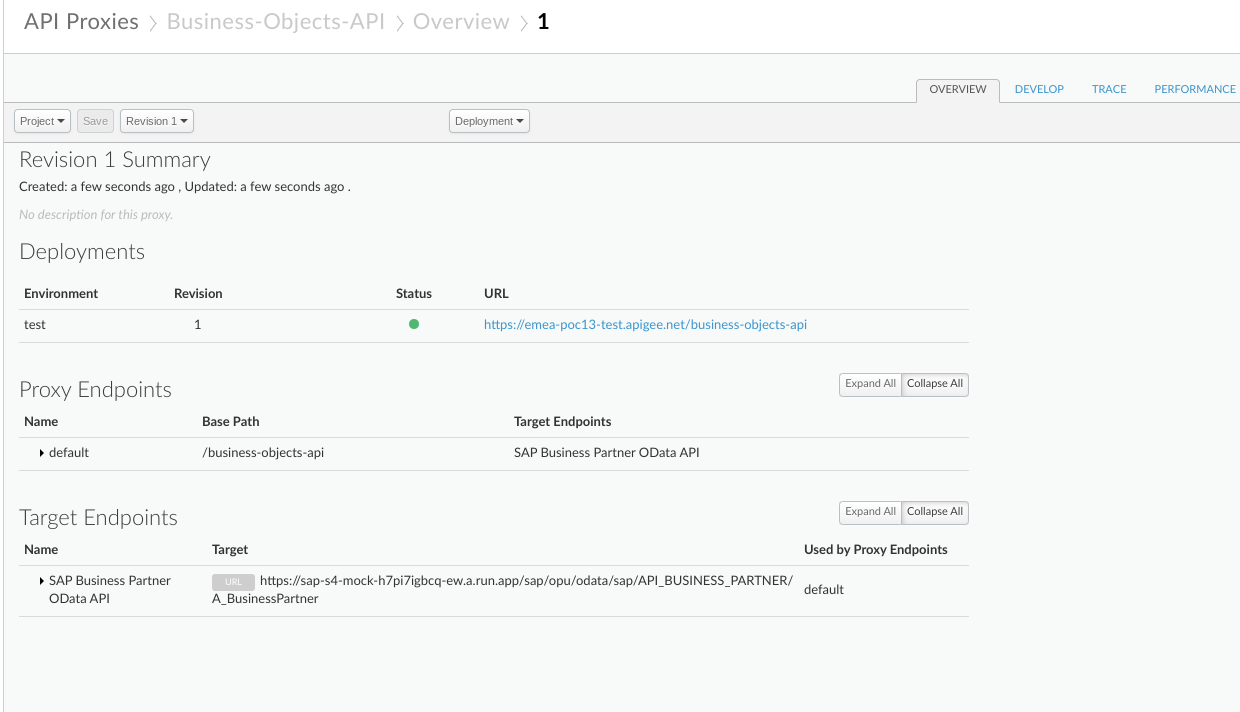 API Proxies > Business-Objects-API > Overview > 1
OVERVIEW DEVELOP TRACE PERFORMANCE
Project Save Revision 1 Deployment
Revision 1 Summary
Created: a few seconds ago , Updated: a few seconds ago .
No description for this proxy.
Deployments
Environment Revision Status URL
test 1 https://emea-poc13-test.apigee.net/business-objects-api
Proxy Endpoints Expand All Collapse All
Name Base Path Target Endpoints
default /business-objects-api SAP Business Partner OData API
Target Endpoints Expand All Collapse All
Name Target Used by Proxy Endpoints
SAP Business Partner URL https://sap-s4-mock-h7pi7igbcq-ew.a.run.app/sap/opu/odata/sap/API_BUSINESS_PARTNER/
default
OData API A_BusinessPartner